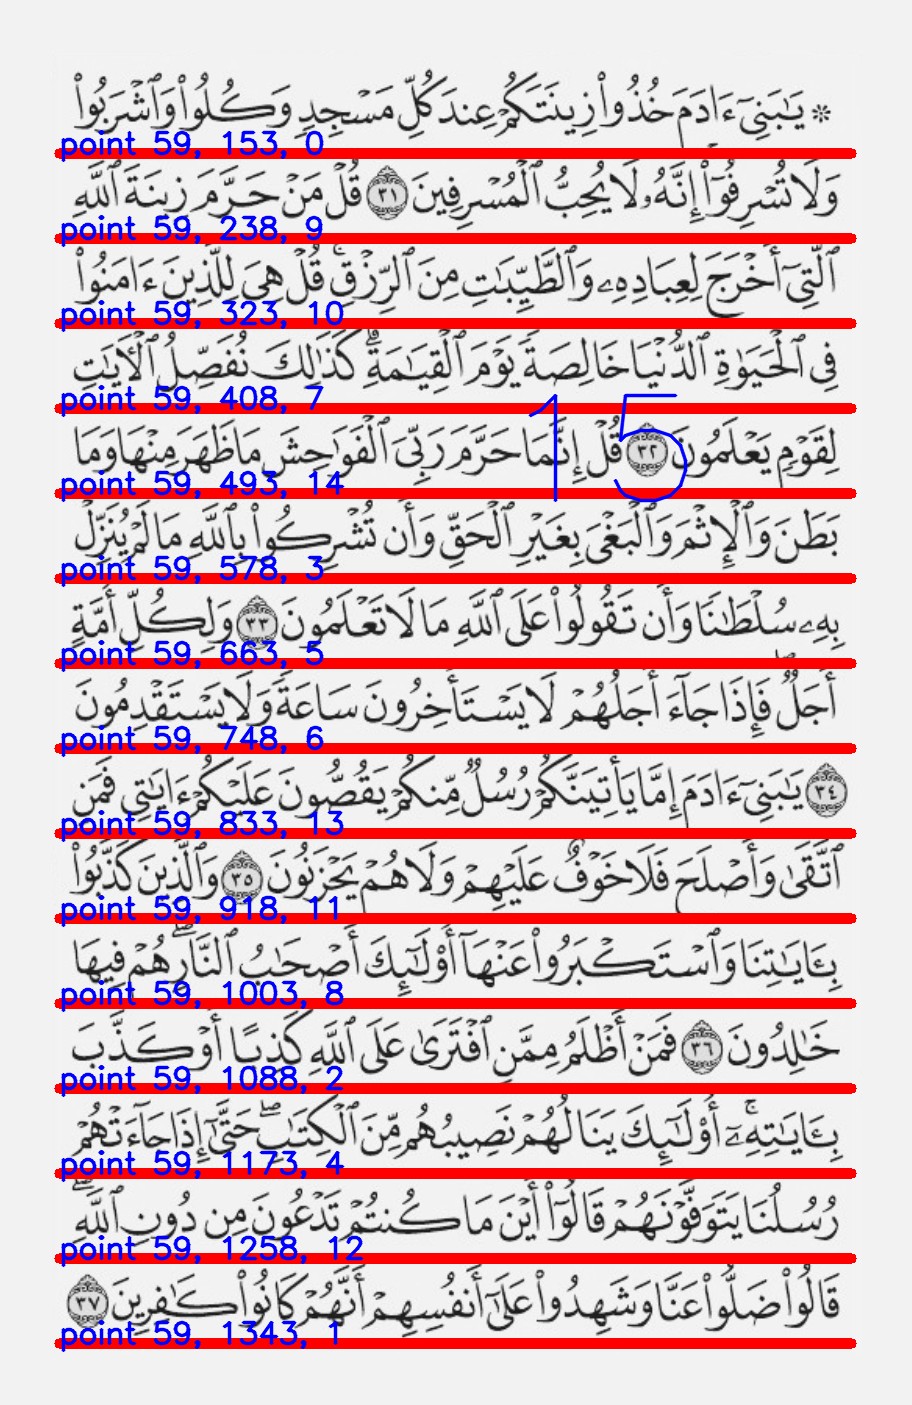 ۞ يَٰبَنِىٓ ءَادَمَ خُذُوا۟ زِينَتَكُمْ عِندَ كُلِّ مَسْجِدٍ وَكُلُوا۟ وَٱشْرَبُوا۟
point 59, 153, 0
وَلَا تُسْرِفُوٓا۟ إِنَّهُۥ لَا يُحِبُّ ٱلْمُسْرِفِينَ ٣١ قُلْ مَنْ حَرَّمَ زِينَةَ ٱللَّهِ
point 59, 238, 9
ٱلَّتِىٓ أَخْرَجَ لِعِبَادِهِۦ وَٱلطَّيِّبَٰتِ مِنَ ٱلرِّزْقِ ۚ قُلْ هِىَ لِلَّذِينَ ءَامَنُوا۟
point 59, 323, 10
فِى ٱلْحَيَوٰةِ ٱلدُّنْيَا خَالِصَةً يَوْمَ ٱلْقِيَٰمَةِ ۗ كَذَٰلِكَ نُفَصِّلُ ٱلْءَايَٰتِ
point 59, 408, 7
لِقَوْمٍ يَعْلَمُونَ ٣٢ قُلْ إِنَّمَا حَرَّمَ رَبِّىَ ٱلْفَوَٰحِشَ مَا ظَهَرَ مِنْهَا وَمَا
15
point 59, 493, 14
بَطَنَ وَٱلْإِثْمَ وَٱلْبَغْىَ بِغَيْرِ ٱلْحَقِّ وَأَن تُشْرِكُوا۟ بِٱللَّهِ مَا لَمْ يُنَزِّلْ
point 59, 578, 3
بِهِۦ سُلْطَٰنًا وَأَن تَقُولُوا۟ عَلَى ٱللَّهِ مَا لَا تَعْلَمُونَ ٣٣ وَلِكُلِّ أُمَّةٍ
point 59, 663, 5
أَجَلٌ ۖ فَإِذَا جَآءَ أَجَلُهُمْ لَا يَسْتَأْخِرُونَ سَاعَةً ۖ وَلَا يَسْتَقْدِمُونَ
point 59, 748, 6
٣٤ يَٰبَنِىٓ ءَادَمَ إِمَّا يَأْتِيَنَّكُمْ رُسُلٌ مِّنكُمْ يَقُصُّونَ عَلَيْكُمْ ءَايَٰتِى فَمَنِ
point 59, 833, 13
ٱتَّقَىٰ وَأَصْلَحَ فَلَا خَوْفٌ عَلَيْهِمْ وَلَا هُمْ يَحْزَنُونَ ٣٥ وَٱلَّذِينَ كَذَّبُوا۟
point 59, 918, 11
بِـَٔايَٰتِنَا وَٱسْتَكْبَرُوا۟ عَنْهَآ أُو۟لَٰٓئِكَ أَصْحَٰبُ ٱلنَّارِ ۖ هُمْ فِيهَا
point 59, 1003, 8
خَٰلِدُونَ ٣٦ فَمَنْ أَظْلَمُ مِمَّنِ ٱفْتَرَىٰ عَلَى ٱللَّهِ كَذِبًا أَوْ كَذَّبَ
point 59, 1088, 2
بِـَٔايَٰتِهِۦٓ ۚ أُو۟لَٰٓئِكَ يَنَالُهُمْ نَصِيبُهُم مِّنَ ٱلْكِتَٰبِ ۖ حَتَّىٰٓ إِذَا جَآءَتْهُمْ
point 59, 1173, 4
رُسُلُنَا يَتَوَفَّوْنَهُمْ قَالُوٓا۟ أَيْنَ مَا كُنتُمْ تَدْعُونَ مِن دُونِ ٱللَّهِ ۖ
point 59, 1258, 12
قَالُوا۟ ضَلُّوا۟ عَنَّا وَشَهِدُوا۟ عَلَىٰٓ أَنفُسِهِمْ أَنَّهُمْ كَانُوا۟ كَٰفِرِينَ ٣٧
point 59, 1343, 1